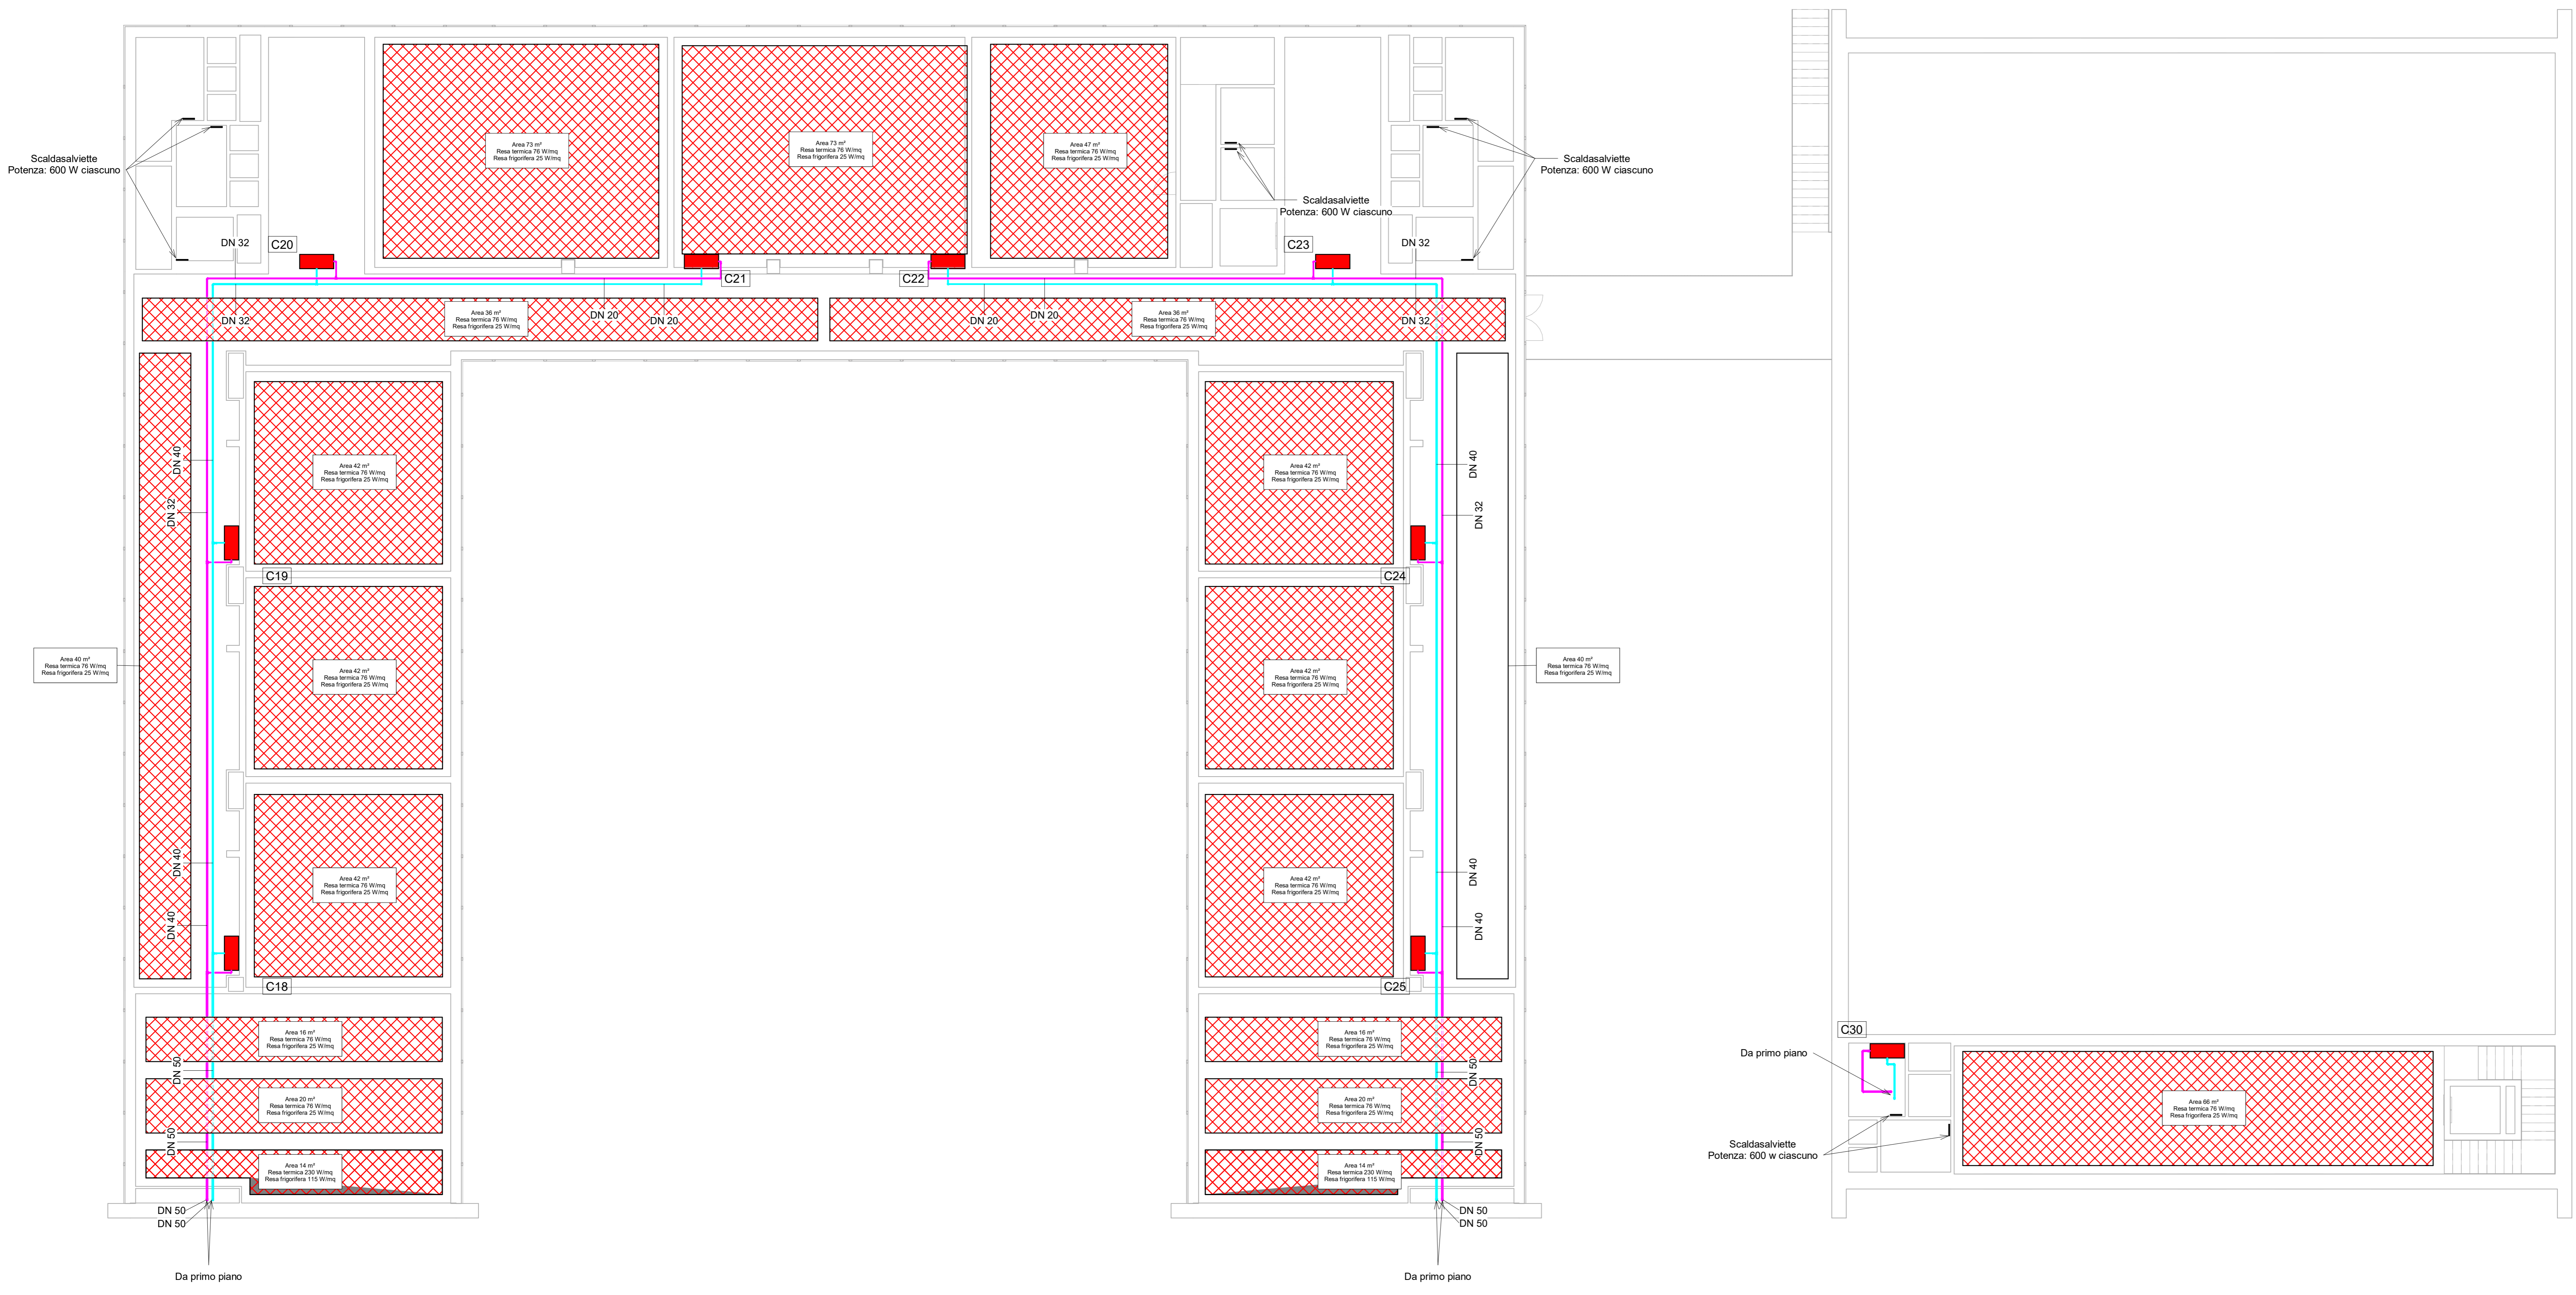 Area 73 m²
Resa termica 76 W/mq
Resa frigorifera 25 W/mq
Area 73 m²
Resa termica 76 W/mq
Resa frigorifera 25 W/mq
Area 47 m²
Resa termica 76 W/mq
Resa frigorifera 25 W/mq
Scaldasalviette
Potenza: 600 W ciascuno
Scaldasalviette
Potenza: 600 W ciascuno
Scaldasalviette
Potenza: 600 W ciascuno
DN 32
C20
C21
C22
C23
DN 32
DN 32
Area 36 m²
Resa termica 76 W/mq
Resa frigorifera 25 W/mq
DN 20
DN 20
DN 20
DN 20
Area 36 m²
Resa termica 76 W/mq
Resa frigorifera 25 W/mq
DN 32
DN 40
DN 32
Area 42 m²
Resa termica 76 W/mq
Resa frigorifera 25 W/mq
Area 42 m²
Resa termica 76 W/mq
Resa frigorifera 25 W/mq
DN 40
DN 32
C19
C24
Area 40 m²
Resa termica 76 W/mq
Resa frigorifera 25 W/mq
Area 42 m²
Resa termica 76 W/mq
Resa frigorifera 25 W/mq
Area 42 m²
Resa termica 76 W/mq
Resa frigorifera 25 W/mq
Area 40 m²
Resa termica 76 W/mq
Resa frigorifera 25 W/mq
DN 40
DN 40
Area 42 m²
Resa termica 76 W/mq
Resa frigorifera 25 W/mq
Area 42 m²
Resa termica 76 W/mq
Resa frigorifera 25 W/mq
DN 40
DN 40
C18
C25
Area 16 m²
Resa termica 76 W/mq
Resa frigorifera 25 W/mq
Area 16 m²
Resa termica 76 W/mq
Resa frigorifera 25 W/mq
C30
Da primo piano
DN 50
DN 50
Area 20 m²
Resa termica 76 W/mq
Resa frigorifera 25 W/mq
Area 20 m²
Resa termica 76 W/mq
Resa frigorifera 25 W/mq
Area 66 m²
Resa termica 76 W/mq
Resa frigorifera 25 W/mq
DN 50
DN 50
Scaldasalviette
Potenza: 600 w ciascuno
Area 14 m²
Resa termica 230 W/mq
Resa frigorifera 115 W/mq
Area 14 m²
Resa termica 230 W/mq
Resa frigorifera 115 W/mq
DN 50
DN 50
DN 50
DN 50
Da primo piano
Da primo piano